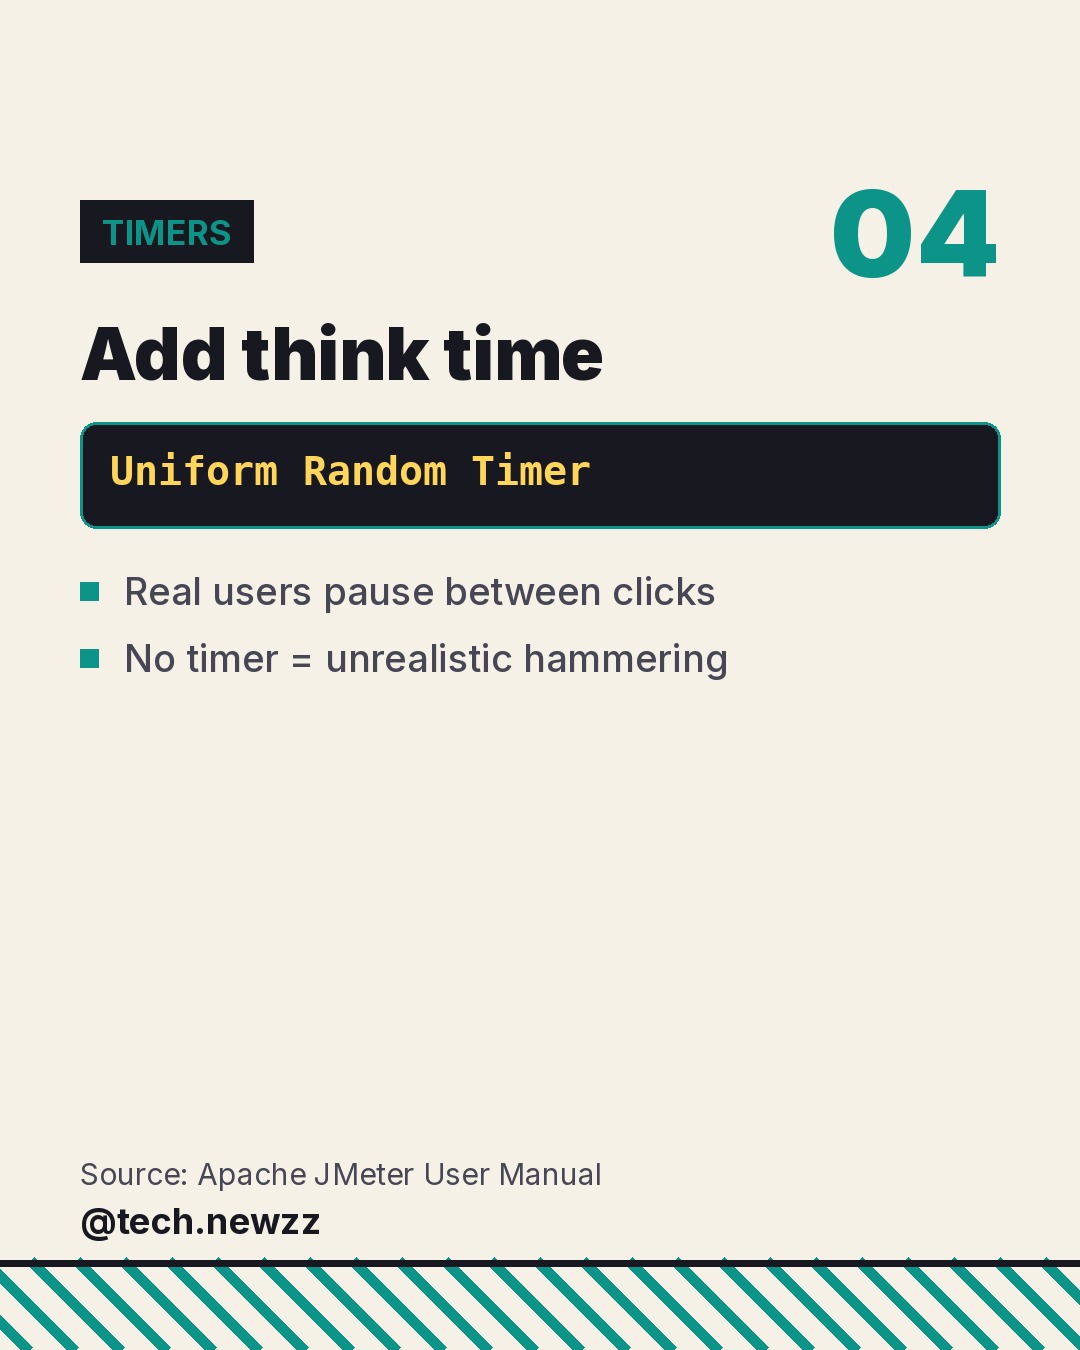 TIMERS
04
Add think time
Uniform Random Timer
Real users pause between clicks
No timer = unrealistic hammering
Source: Apache JMeter User Manual
@tech.newzz